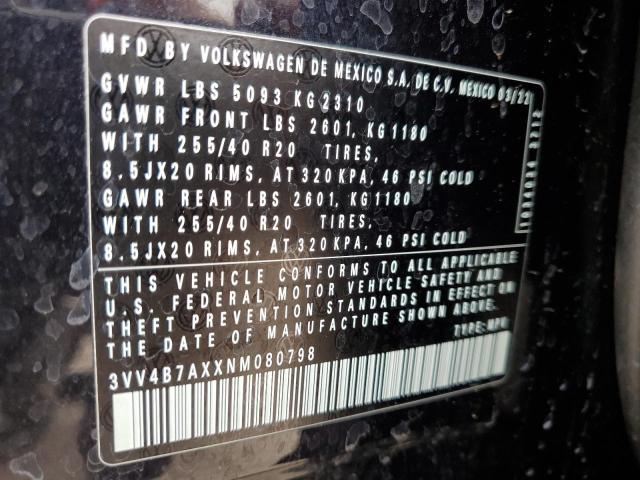 MFD. BY VOLKSWAGEN DE MEXICO S.A. DE C.V. MEXICO 03/22
GVWR LBS 5093 KG 2310
GAWR FRONT LBS 2601, KG1180
WITH 255/40 R20 TIRES,
8.5JX20 RIMS, AT 320 KPA, 46 PSI COLD
GAWR REAR LBS 2601, KG1180
WITH 255/40 R20 TIRES,
8.5JX20 RIMS, AT 320 KPA, 46 PSI COLD
THIS VEHICLE CONFORMS TO ALL APPLICABLE
U.S. FEDERAL MOTOR VEHICLE SAFETY AND
THEFT PREVENTION STANDARDS IN EFFECT ON
THE DATE OF MANUFACTURE SHOWN ABOVE.
TYPE:MPV
3VV4B7AXXNM080798